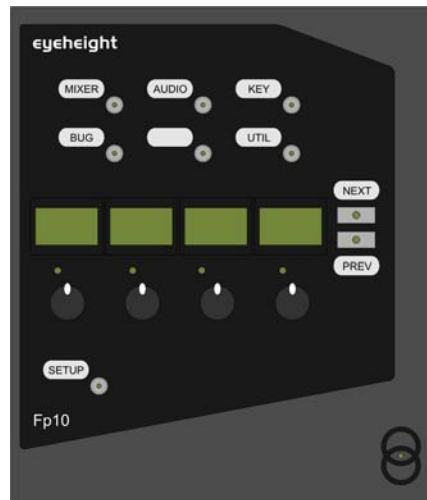 eyeheight
MIXER AUDIO KEY
BUG UTIL
NEXT
PREV
SETUP
Fp10